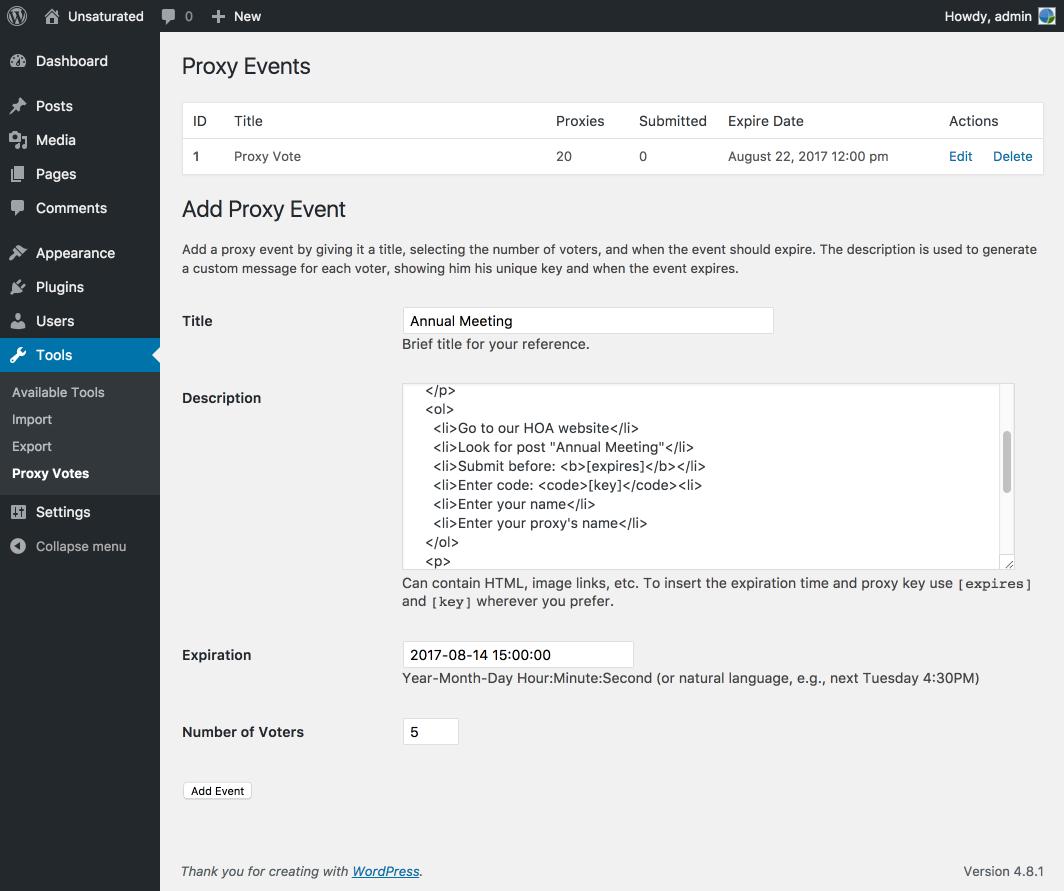 Unsaturated 0 New Howdy, admin
Dashboard
Posts
Media
Pages
Comments
Appearance
Plugins
Users
Tools
Available Tools
Import
Export
Proxy Votes
Settings
Collapse menu
Proxy Events
ID Title Proxies Submitted Expire Date Actions
1 Proxy Vote 20 0 August 22, 2017 12:00 pm Edit Delete
Add Proxy Event
Add a proxy event by giving it a title, selecting the number of voters, and when the event should expire. The description is used to generate
a custom message for each voter, showing him his unique key and when the event expires.
Title Annual Meeting
Brief title for your reference.
Description
</p>
<ol>
<li>Go to our HOA website</li>
<li>Look for post "Annual Meeting"</li>
<li>Submit before: <b>[expires]</b></li>
<li>Enter code: <code>[key]</code><li>
<li>Enter your name</li>
<li>Enter your proxy's name</li>
</ol>
<p>
Can contain HTML, image links, etc. To insert the expiration time and proxy key use [expires]
and [key] wherever you prefer.
Expiration 2017-08-14 15:00:00
Year-Month-Day Hour:Minute:Second (or natural language, e.g., next Tuesday 4:30PM)
Number of Voters 5
Add Event
Thank you for creating with WordPress. Version 4.8.1